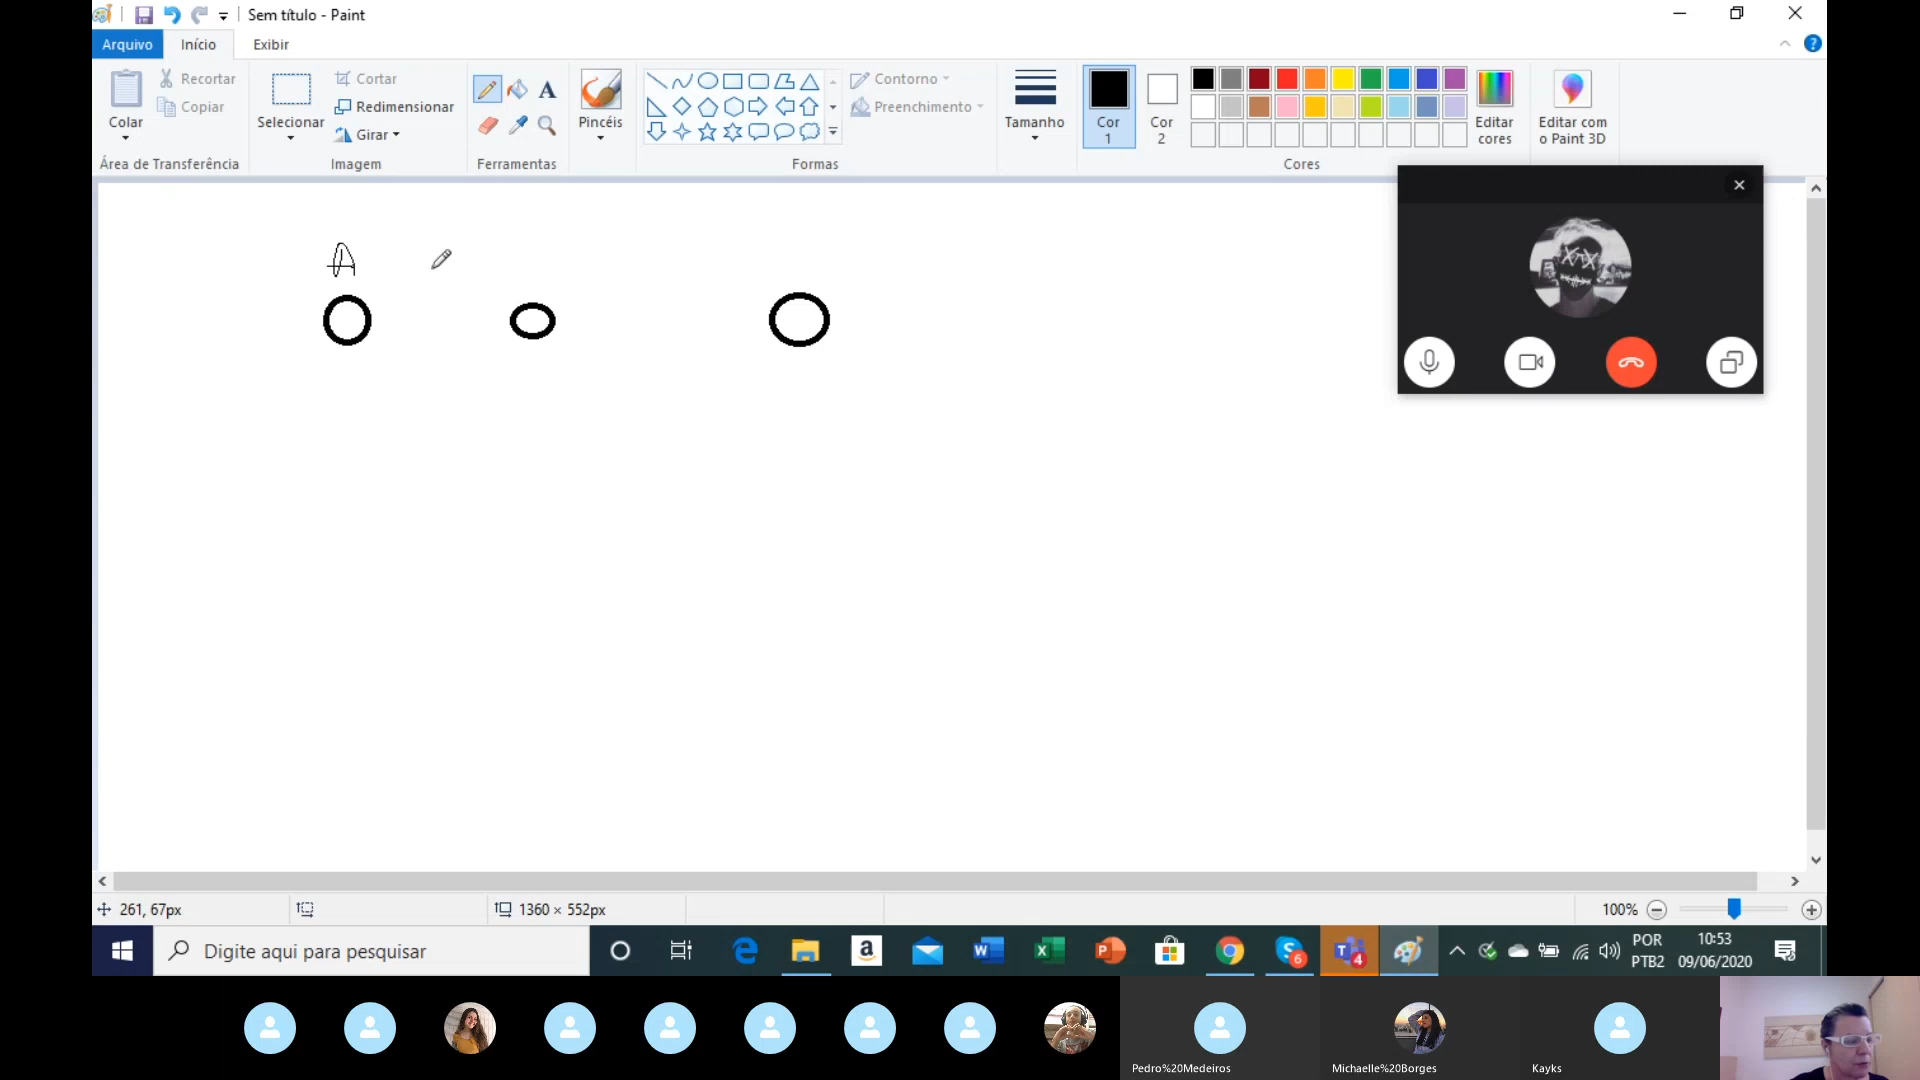 Sem título - Paint
Arquivo Início Exibir
Colar
Recortar
Copiar
Área de Transferência
Selecionar
Cortar
Redimensionar
Girar
Imagem
A
Ferramentas
Pincéis
Formas
Contorno
Preenchimento
Tamanho
Cor 1
Cor 2
Editar cores
Cores
Editar com o Paint 3D
A
261, 67px
1360 × 552px
100%
Digite aqui para pesquisar
POR
PTB2
10:53
09/06/2020
6
4
Pedro%20Medeiros
Michaelle%20Borges
Kayks